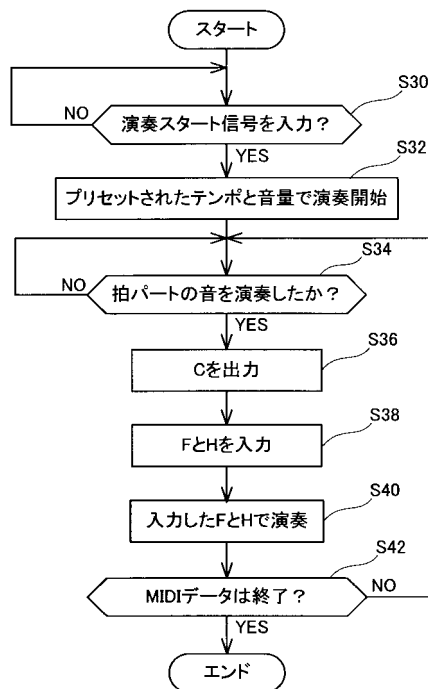 スタート
S30
NO
演奏スタート信号を入力？
YES
S32
プリセットされたテンポと音量で演奏開始
S34
NO
拍パートの音を演奏したか？
YES
S36
Cを出力
S38
FとHを入力
S40
入力したFとHで演奏
S42
MIDIデータは終了？
NO
YES
エンド